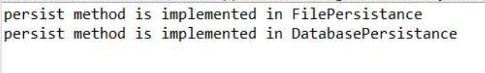 persist method is implemented in FilePersistance
persist method is implemented in DatabasePersistance